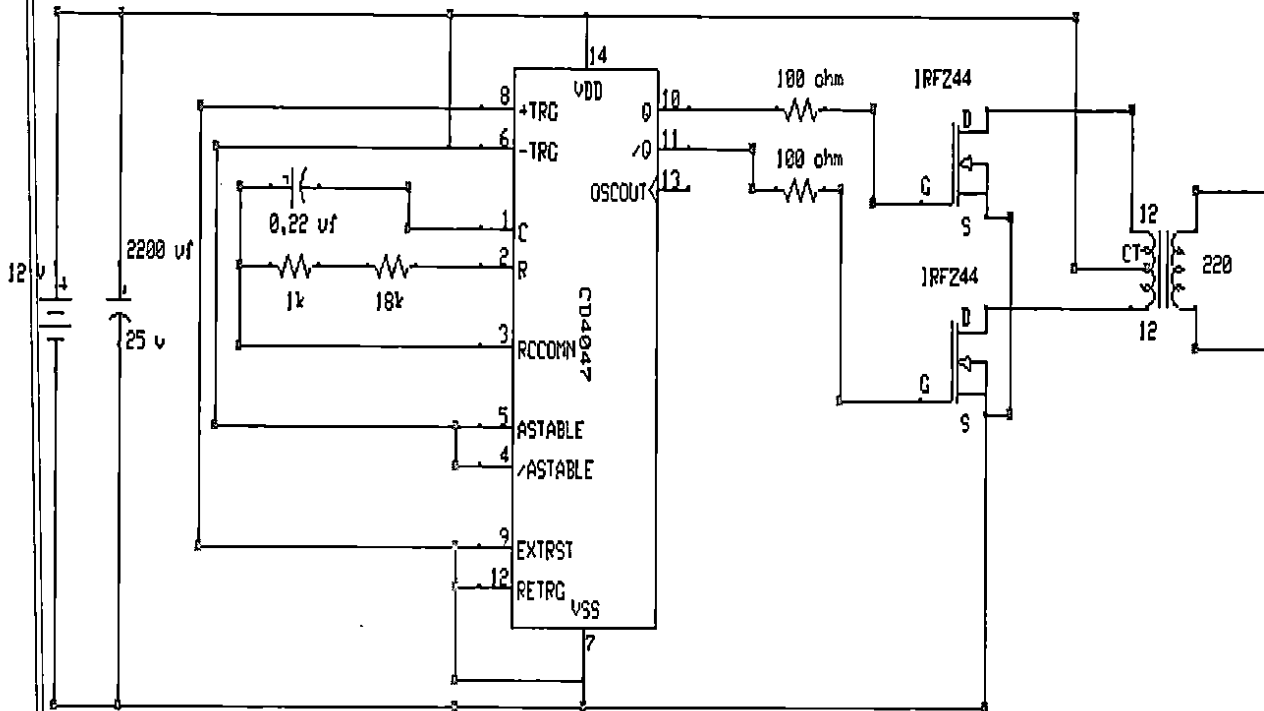 14
VDD
100 ohm
IRFZ44
8
+TRG
Q
10
D
6
-TRG
/Q
11
100 ohm
OSCOUT
13
G
0,22 uf
1
C
S
12
2200 uf
CT
2
R
220
12 v
1k
18k
IRFZ44
CD4047
D
12
25 v
3
RCCOMN
G
5
ASTABLE
S
4
/ASTABLE
9
EXTRST
12
RETRG
VSS
7